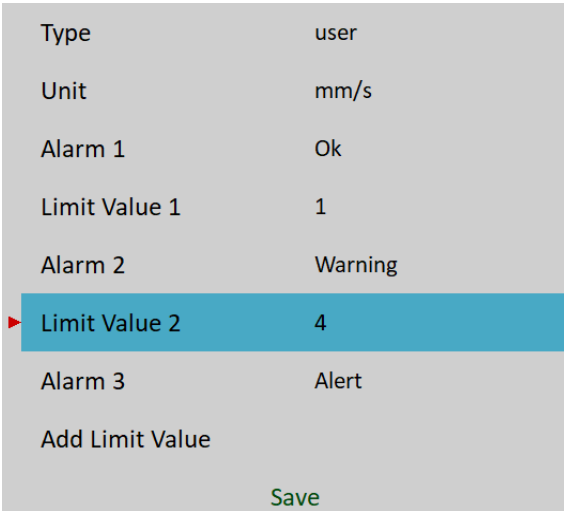 Type user
Unit mm/s
Alarm 1 Ok
Limit Value 1 1
Alarm 2 Warning
Limit Value 2 4
Alarm 3 Alert
Add Limit Value
Save